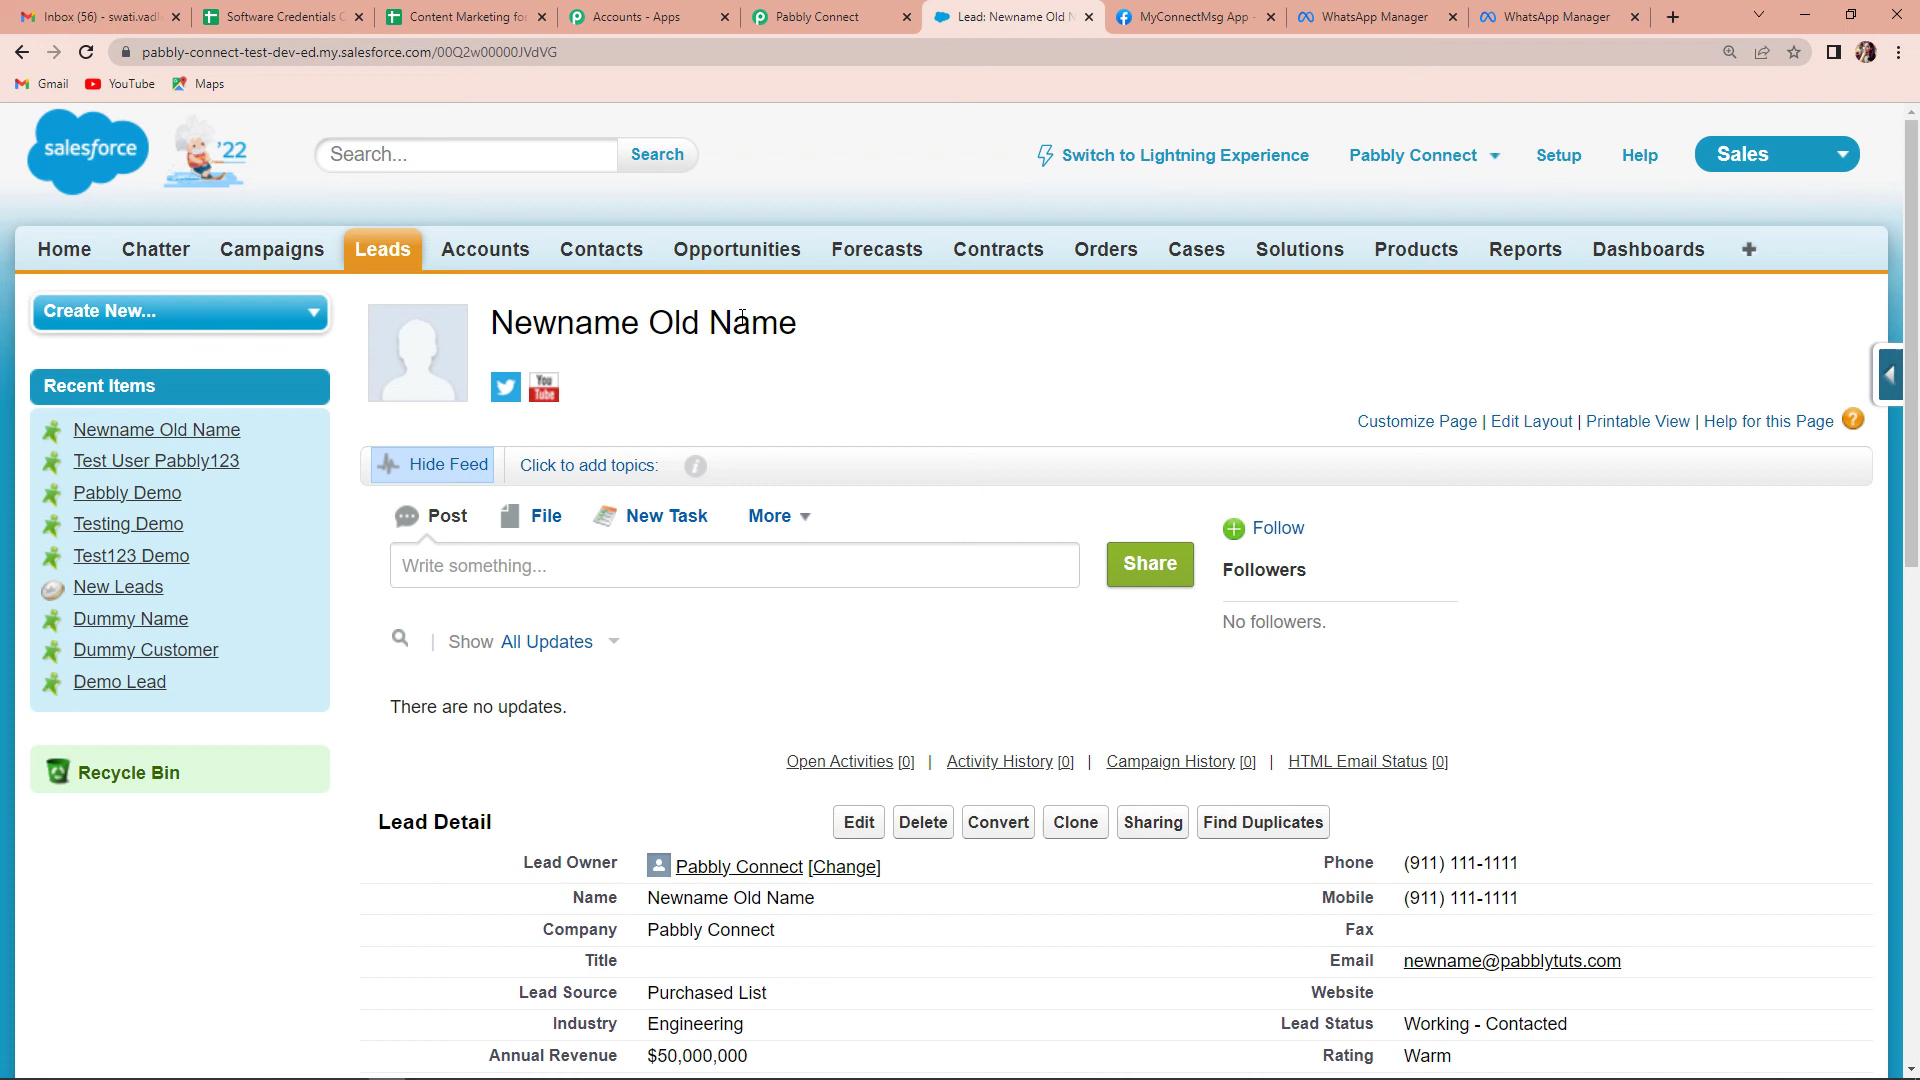 Inbox (56) - swati.vadl
Software Credentials C
Content Marketing fo
Accounts - Apps
Pabbly Connect
Lead: Newname Old N
MyConnectMsg App -
WhatsApp Manager
WhatsApp Manager
pabbly-connect-test-dev-ed.my.salesforce.com/00Q2w00000JVdVG
Gmail
YouTube
Maps
salesforce
'22
Search...
Search
Switch to Lightning Experience
Pabbly Connect
Setup
Help
Sales
Home
Chatter
Campaigns
Leads
Accounts
Contacts
Opportunities
Forecasts
Contracts
Orders
Cases
Solutions
Products
Reports
Dashboards
Create New...
Recent Items
Newname Old Name
Test User Pabbly123
Pabbly Demo
Testing Demo
Test123 Demo
New Leads
Dummy Name
Dummy Customer
Demo Lead
Recycle Bin
Newname Old Name
You
Tube
Customize Page | Edit Layout | Printable View | Help for this Page
Hide Feed
Click to add topics:
Post
File
New Task
More
Write something...
Share
Follow
Followers
No followers.
Show All Updates
There are no updates.
Open Activities [0] | Activity History [0] | Campaign History [0] | HTML Email Status [0]
Lead Detail
Edit
Delete
Convert
Clone
Sharing
Find Duplicates
Lead Owner Pabbly Connect [Change]
Phone (911) 111-1111
Name Newname Old Name
Mobile (911) 111-1111
Company Pabbly Connect
Fax
Title
Email newname@pabblytuts.com
Lead Source Purchased List
Website
Industry Engineering
Lead Status Working - Contacted
Annual Revenue $50,000,000
Rating Warm